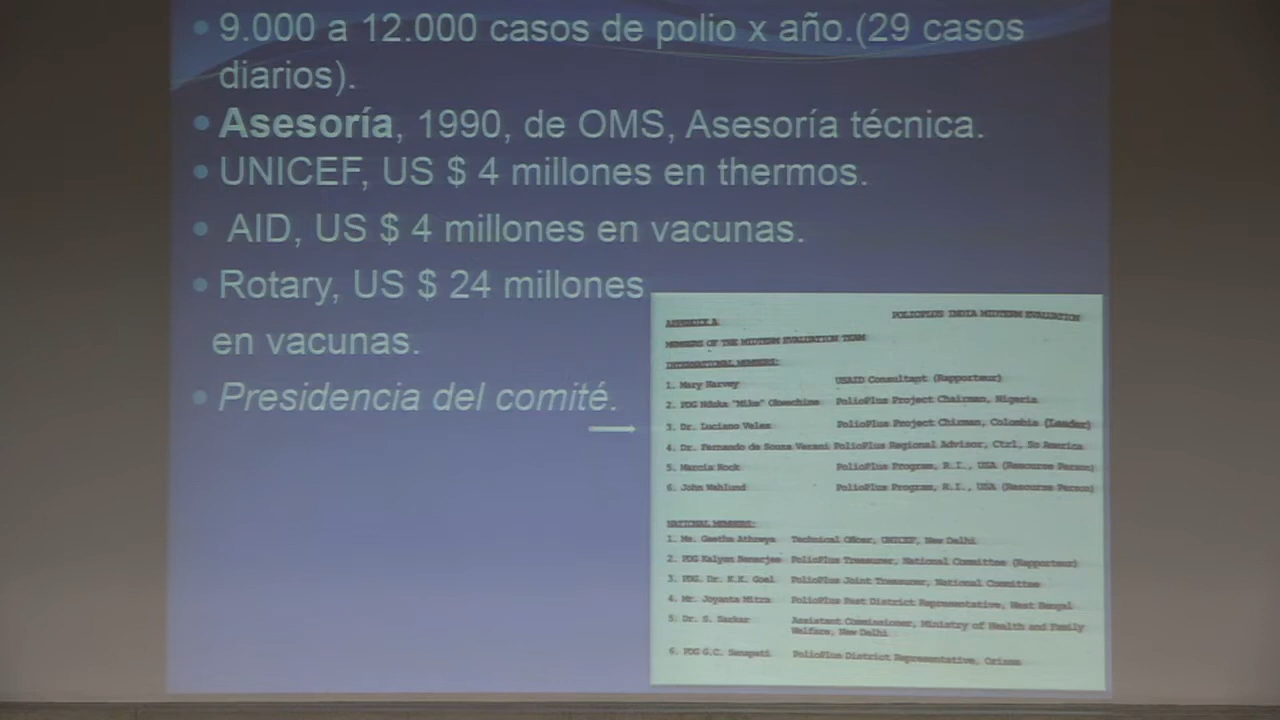 • 9.000 a 12.000 casos de polio x año.(29 casos
diarios).
• Asesoría, 1990, de OMS, Asesoría técnica.
• UNICEF, US $ 4 millones en thermos.
• AID, US $ 4 millones en vacunas.
• Rotary, US $ 24 millones
en vacunas.
• Presidencia del comité.
APPENDIX A
POLIOPLUS INDIA MIDTERM EVALUATION
MEMBERS OF THE MIDTERM EVALUATION TEAM
INTERNATIONAL MEMBERS:
1. Mary Harvey USAID Consultant (Rapporteur)
2. PDG "Mike" PolioPlus Project Chairman, Nigeria
3. Dr. Luciano Velez PolioPlus Project Chairman, Colombia (Leader)
4. Dr. Fernando de Souza Verani PolioPlus Regional Advisor, Ctrl, So America
5. Marcia Rock PolioPlus Program, R.I., USA (Resource Person)
6. John Wahlund PolioPlus Program, R.I., USA (Resource Person)
NATIONAL MEMBERS:
1. Ms. Geetha Athreya Technical Officer, UNICEF, New Delhi
2. PDG Kalyan Banerjee PolioPlus Treasurer, National Committee (Rapporteur)
3. PDG. Dr. K.K. Goel PolioPlus Joint Treasurer, National Committee
4. Mr. Joyanta Mitra PolioPlus Past District Representative, West Bengal
5. Dr. S. Sarkar Assistant Commissioner, Ministry of Health and Family
Welfare, New Delhi
6. PDG G.C. Senapati PolioPlus District Representative, Orissa